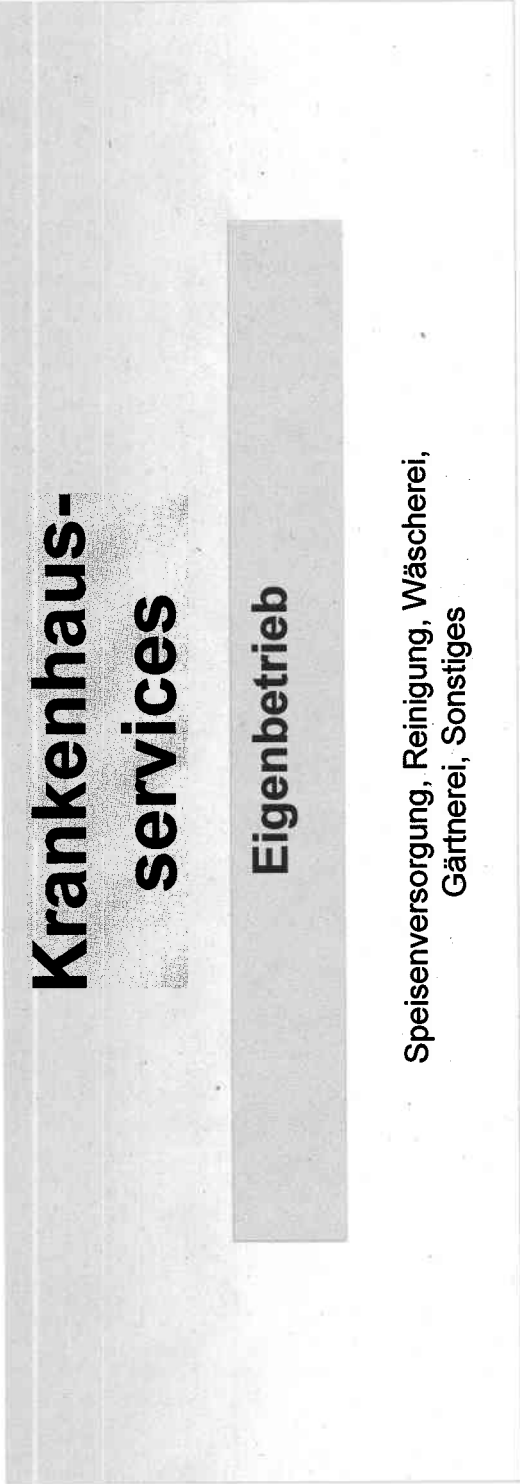 Krankenhaus-
services
Eigenbetrieb
Speisenversorgung, Reinigung, Wäscherei,
Gärtnerei, Sonstiges